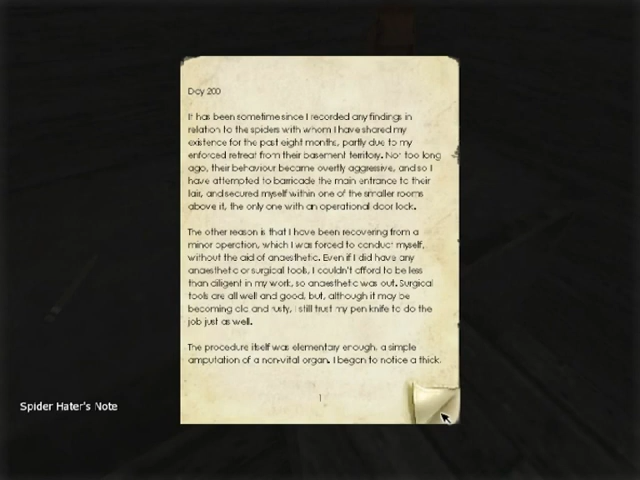 Day 200
It has been sometime since I recorded any findings in
relation to the spiders with whom I have shared my
existence for the past eight months, partly due to my
enforced retreat from their basement territory. Not too long
ago, their behaviour became overtly aggressive, and so I
have attempted to barricade the main entrance to their
lair, and secured myself within one of the smaller rooms
above it, the only one with an operational door lock.
The other reason is that I have been recovering from a
minor operation, which I was forced to conduct myself,
without the aid of anaesthetic. Even if I did have any
anaesthetic or surgical tools, I couldn't afford to be less
than diligent in my work, so anaesthetic was out. Surgical
tools are all well and good, but, although it may be
becoming old and rusty, I still trust my pen knife to do the
job just as well.
The procedure itself was elementary enough, a simple
amputation of a non-vital organ. I began to notice a thick,
1
Spider Hater's Note